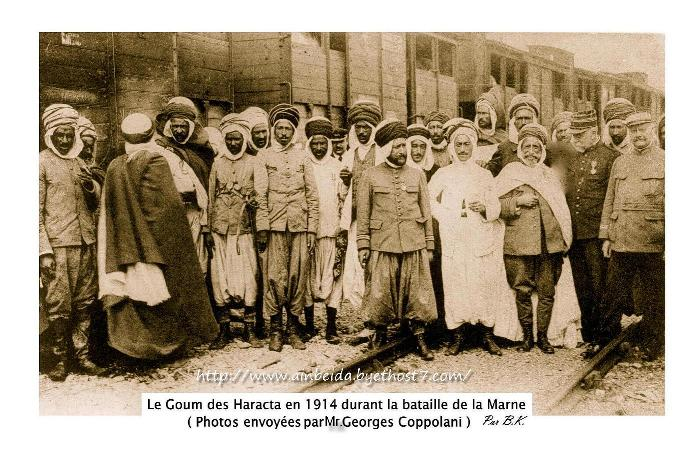 http://www.ainbeida.byethost7.com/
Le Goum des Haracta en 1914 durant la bataille de la Marne
( Photos envoyées parMr.Georges Coppolani ) Par B.K.